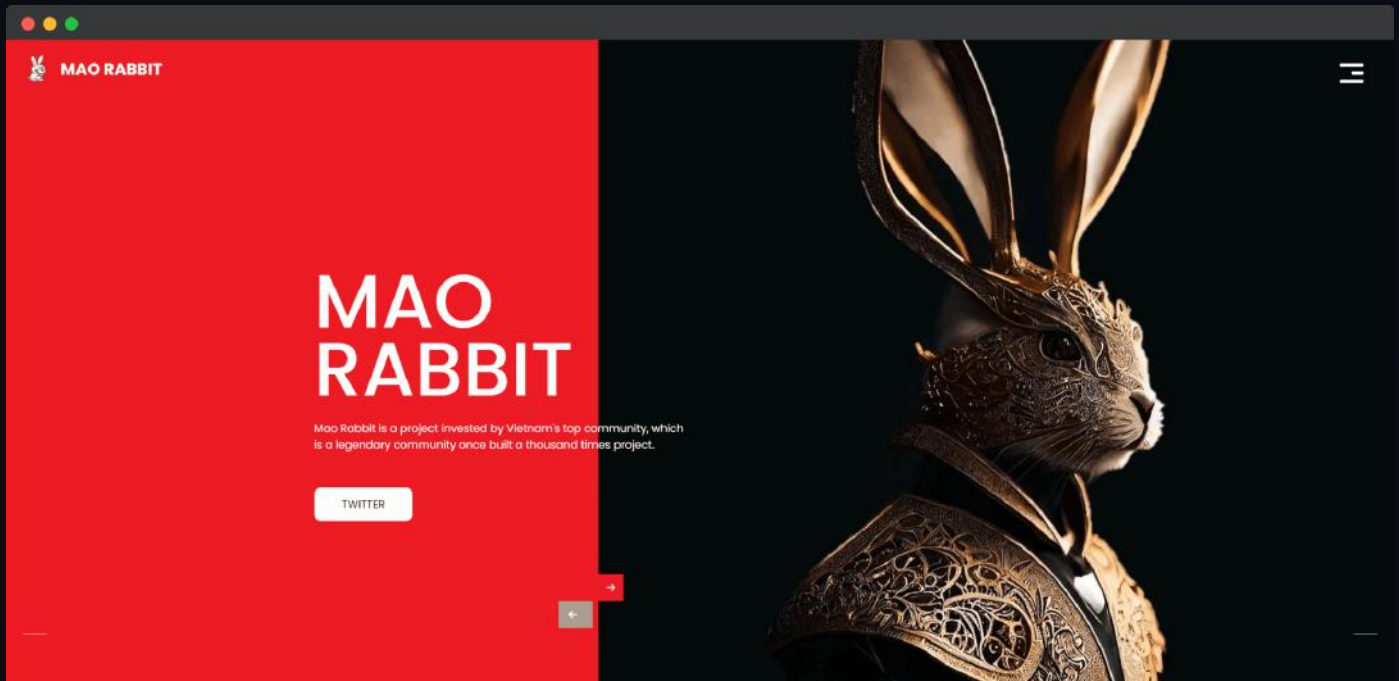 MAO RABBIT
MAO
RABBIT
Mao Rabbit is a project invested by Vietnam's top community, which
is a legendary community once built a thousand times project.
TWITTER